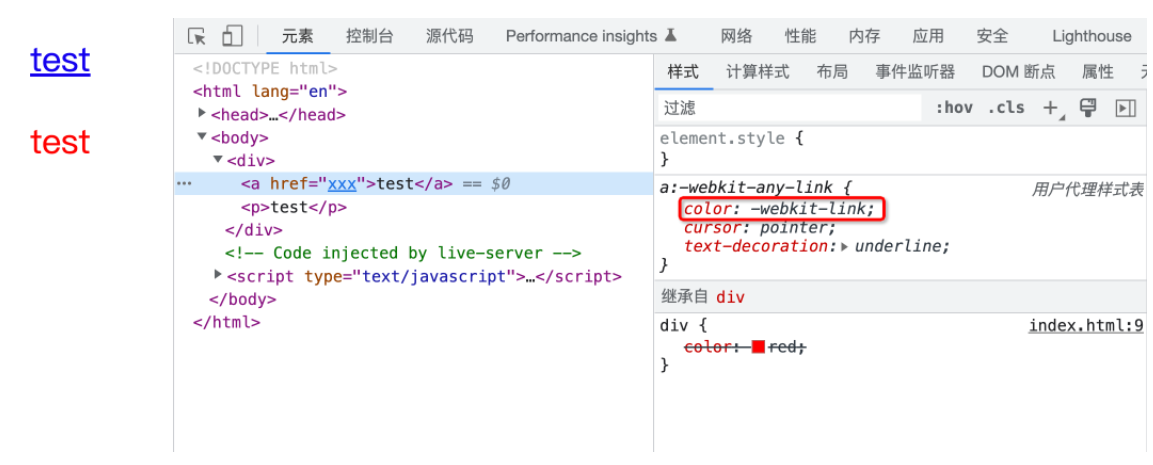 test
test
元素 控制台 源代码 Performance insights 网络 性能 内存 应用 安全 Lighthouse
<!DOCTYPE html>
<html lang="en">
<head>…</head>
<body>
<div>
<a href="xxx">test</a> == $0
<p>test</p>
</div>
<!-- Code injected by live-server -->
<script type="text/javascript">…</script>
</body>
</html>
样式 计算样式 布局 事件监听器 DOM 断点 属性
过滤 :hov .cls
element.style {
}
a:-webkit-any-link { 用户代理样式表
color: -webkit-link;
cursor: pointer;
text-decoration: underline;
}
继承自 div
div { index.html:9
color: red;
}